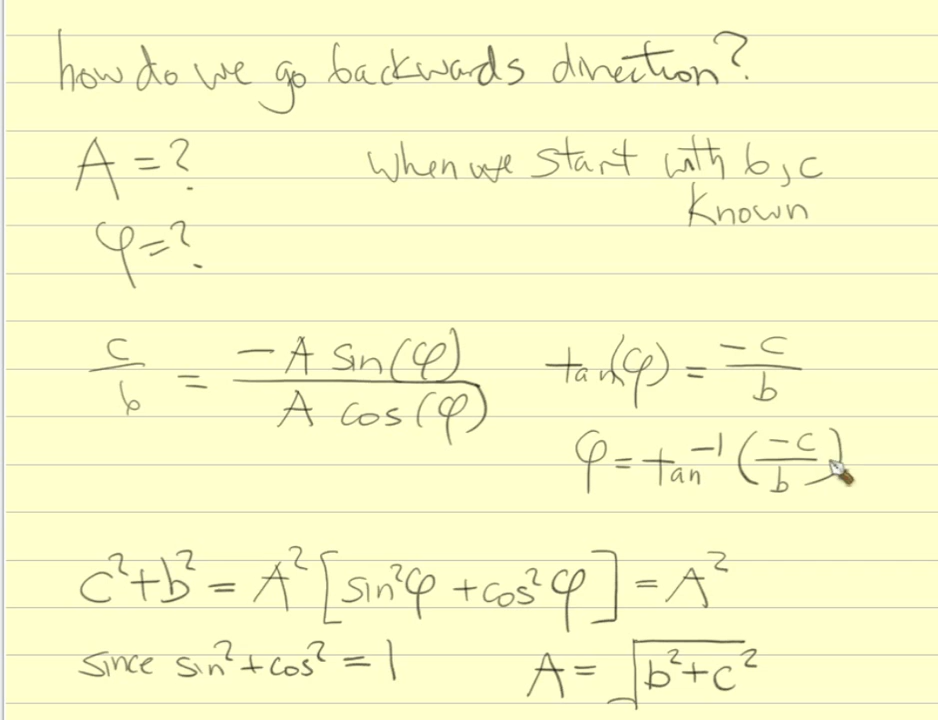 how do we go backwards direction?
A = ? when we start with b, c
known
φ = ?
c/b = -A sin(φ) / A cos(φ) tan(φ) = -c/b
φ = tan⁻¹(-c/b)
c² + b² = A² [sin²φ + cos²φ] = A²
since sin² + cos² = 1 A = √(b² + c²)